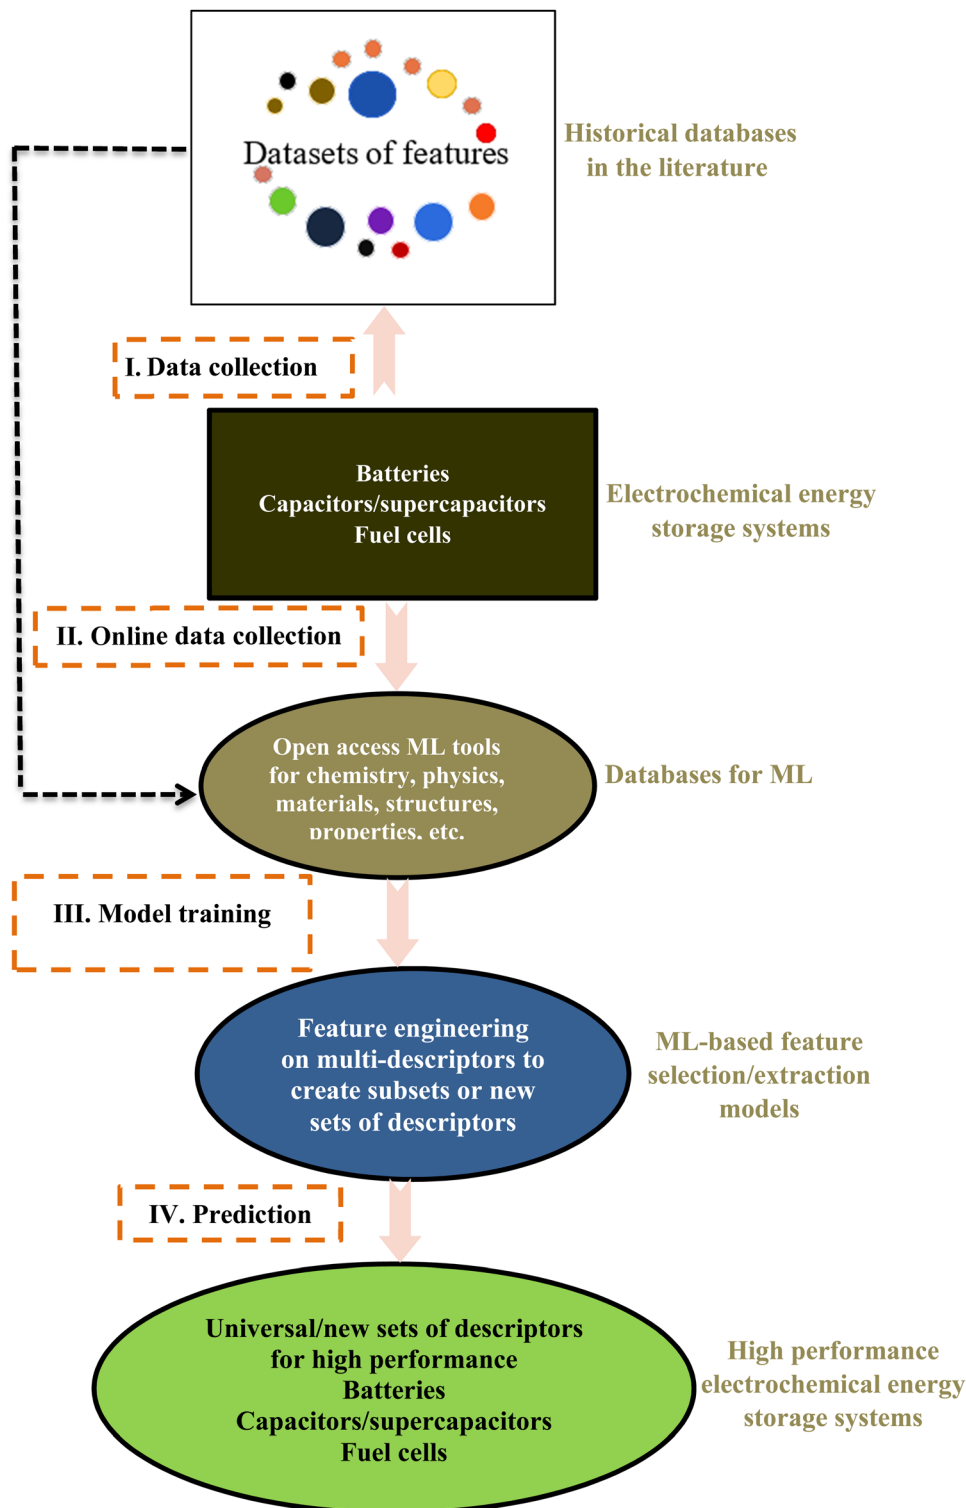 Datasets of features
Historical databases
in the literature
I. Data collection
Batteries
Capacitors/supercapacitors
Fuel cells
Electrochemical energy
storage systems
II. Online data collection
Open access ML tools
for chemistry, physics,
materials, structures,
properties, etc.
Databases for ML
III. Model training
Feature engineering
on multi-descriptors to
create subsets or new
sets of descriptors
ML-based feature
selection/extraction
models
IV. Prediction
Universal/new sets of descriptors
for high performance
Batteries
Capacitors/supercapacitors
Fuel cells
High performance
electrochemical energy
storage systems